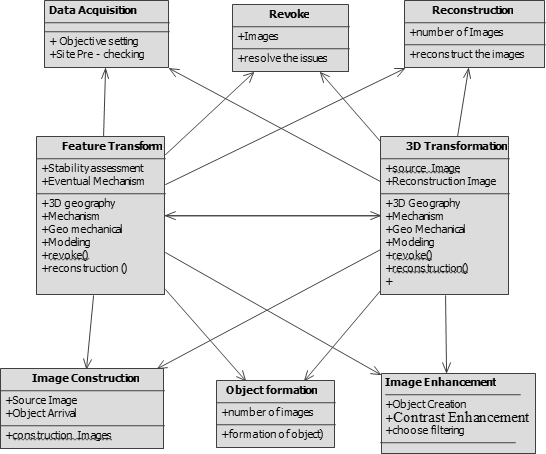 Data Acquisition
+ Objective setting
+Site Pre - checking
Revoke
+Images
+resolve the issues
Reconstruction
+number of Images
+reconstruct the images
Feature Transform
+Stability assessment
+Eventual Mechanism
+3D geography
+Mechanism
+Geo mechanical
+Modeling
+revoke()
+reconstruction ()
3D Transformation
+source Image
+Reconstruction Image
+3D Geography
+Mechanism
+Geo Mechanical
+Modeling
+revoke()
+reconstruction()
+
Image Construction
+Source Image
+Object Arrival
+construction Images
Object formation
+number of images
+formation of object)
Image Enhancement
+Object Creation
+Contrast Enhancement
+choose filtering